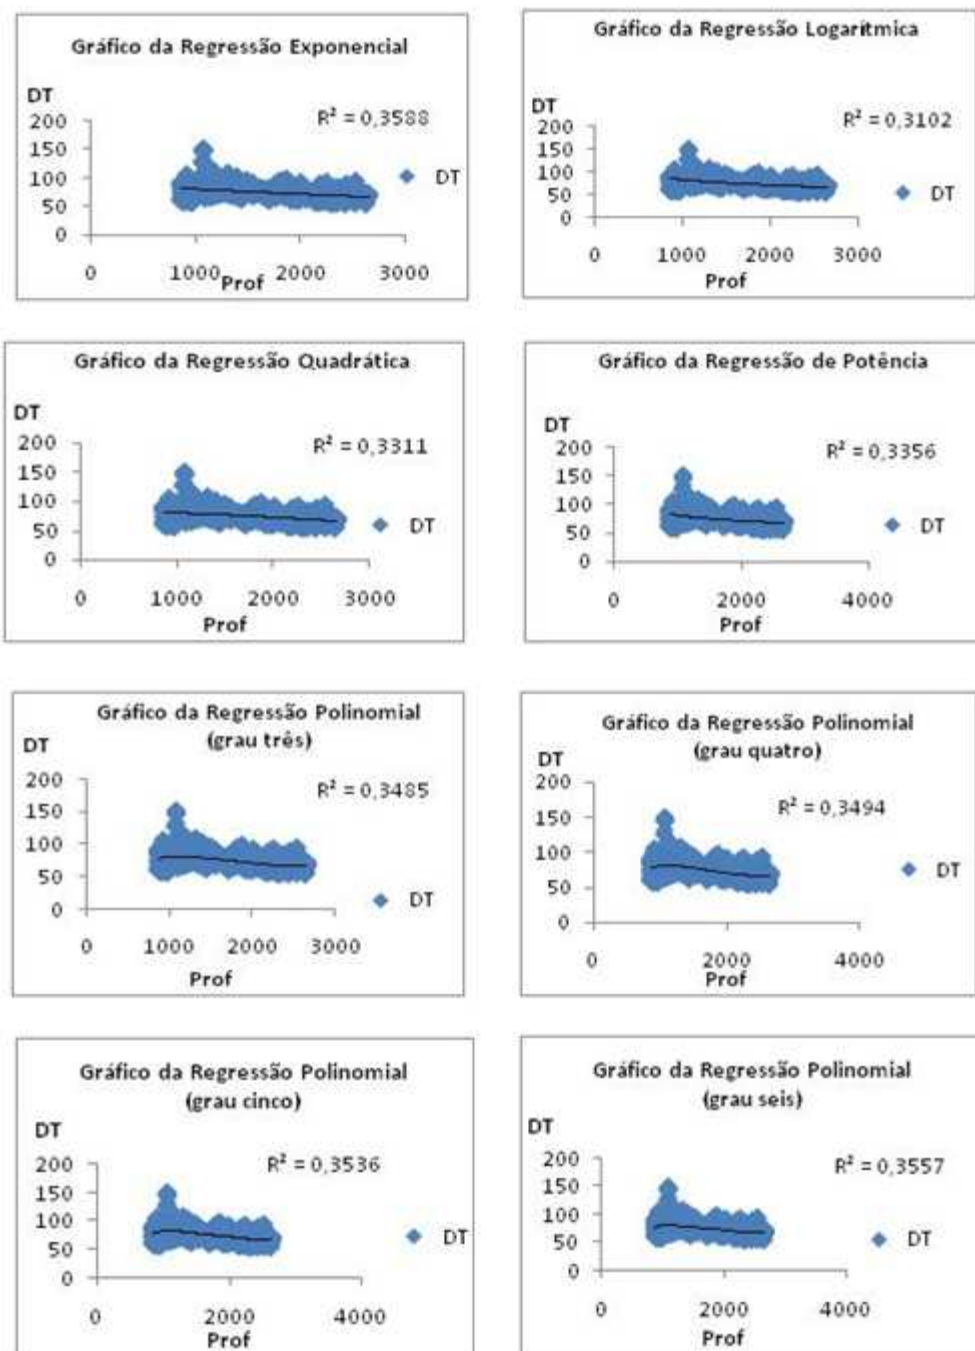 Gráfico da Regressão Exponencial
DT
R² = 0,3588
200
150
100
50
0
DT
0 1000 2000 3000
Prof
Gráfico da Regressão Logarítmica
DT
R² = 0,3102
200
150
100
50
0
DT
0 1000 2000 3000
Prof
Gráfico da Regressão Quadrática
DT
R² = 0,3311
200
150
100
50
0
DT
0 1000 2000 3000
Prof
Gráfico da Regressão de Potência
DT
R² = 0,3356
200
150
100
50
0
DT
0 2000 4000
Prof
Gráfico da Regressão Polinomial
(grau três)
DT
R² = 0,3485
200
150
100
50
0
DT
0 1000 2000 3000
Prof
Gráfico da Regressão Polinomial
(grau quatro)
DT
R² = 0,3494
200
150
100
50
0
DT
0 2000 4000
Prof
Gráfico da Regressão Polinomial
(grau cinco)
DT
R² = 0,3536
200
150
100
50
0
DT
0 2000 4000
Prof
Gráfico da Regressão Polinomial
(grau seis)
DT
R² = 0,3557
200
150
100
50
0
DT
0 2000 4000
Prof